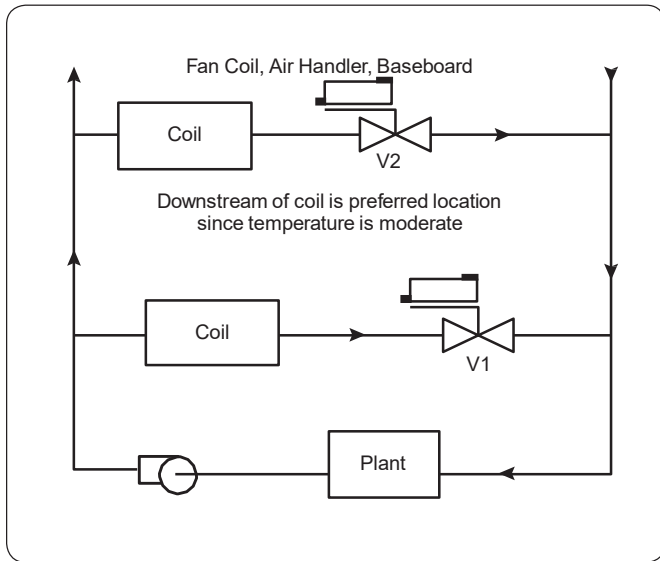 Fan Coil, Air Handler, Baseboard
Coil
V2
Downstream of coil is preferred location
since temperature is moderate
Coil
V1
Plant